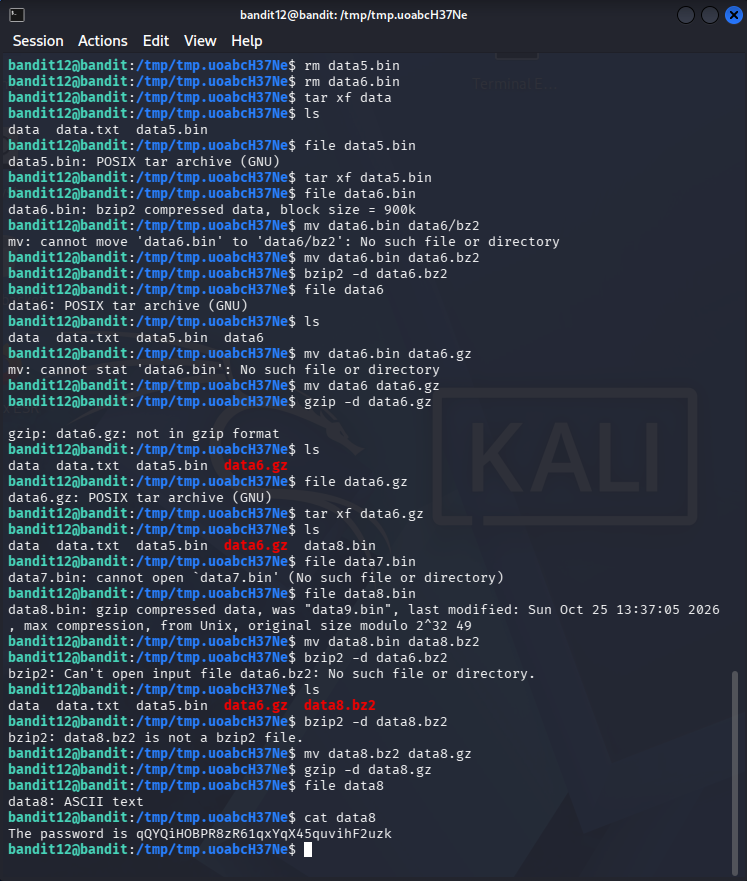 bandit12@bandit: /tmp/tmp.uoabcH37Ne
Session Actions Edit View Help
bandit12@bandit:/tmp/tmp.uoabcH37Ne$ rm data5.bin
Terminal E...
bandit12@bandit:/tmp/tmp.uoabcH37Ne$ rm data6.bin
bandit12@bandit:/tmp/tmp.uoabcH37Ne$ tar xf data
bandit12@bandit:/tmp/tmp.uoabcH37Ne$ ls
data  data.txt  data5.bin
bandit12@bandit:/tmp/tmp.uoabcH37Ne$ file data5.bin
data5.bin: POSIX tar archive (GNU)
bandit12@bandit:/tmp/tmp.uoabcH37Ne$ tar xf data5.bin
bandit12@bandit:/tmp/tmp.uoabcH37Ne$ file data6.bin
data6.bin: bzip2 compressed data, block size = 900k
bandit12@bandit:/tmp/tmp.uoabcH37Ne$ mv data6.bin data6/bz2
mv: cannot move 'data6.bin' to 'data6/bz2': No such file or directory
bandit12@bandit:/tmp/tmp.uoabcH37Ne$ mv data6.bin data6.bz2
bandit12@bandit:/tmp/tmp.uoabcH37Ne$ bzip2 -d data6.bz2
bandit12@bandit:/tmp/tmp.uoabcH37Ne$ file data6
data6: POSIX tar archive (GNU)
bandit12@bandit:/tmp/tmp.uoabcH37Ne$ ls
data  data.txt  data5.bin  data6
bandit12@bandit:/tmp/tmp.uoabcH37Ne$ mv data6.bin data6.gz
mv: cannot stat 'data6.bin': No such file or directory
bandit12@bandit:/tmp/tmp.uoabcH37Ne$ mv data6 data6.gz
bandit12@bandit:/tmp/tmp.uoabcH37Ne$ gzip -d data6.gz
gzip: data6.gz: not in gzip format
bandit12@bandit:/tmp/tmp.uoabcH37Ne$ ls
data  data.txt  data5.bin  data6.gz
KALI
bandit12@bandit:/tmp/tmp.uoabcH37Ne$ file data6.gz
data6.gz: POSIX tar archive (GNU)
bandit12@bandit:/tmp/tmp.uoabcH37Ne$ tar xf data6.gz
bandit12@bandit:/tmp/tmp.uoabcH37Ne$ ls
data  data.txt  data5.bin  data6.gz  data8.bin
bandit12@bandit:/tmp/tmp.uoabcH37Ne$ file data7.bin
data7.bin: cannot open `data7.bin' (No such file or directory)
bandit12@bandit:/tmp/tmp.uoabcH37Ne$ file data8.bin
data8.bin: gzip compressed data, was "data9.bin", last modified: Sun Oct 25 13:37:05 2026
, max compression, from Unix, original size modulo 2^32 49
bandit12@bandit:/tmp/tmp.uoabcH37Ne$ mv data8.bin data8.bz2
bandit12@bandit:/tmp/tmp.uoabcH37Ne$ bzip2 -d data6.bz2
bzip2: Can't open input file data6.bz2: No such file or directory.
bandit12@bandit:/tmp/tmp.uoabcH37Ne$ ls
data  data.txt  data5.bin  data6.gz  data8.bz2
bandit12@bandit:/tmp/tmp.uoabcH37Ne$ bzip2 -d data8.bz2
bzip2: data8.bz2 is not a bzip2 file.
bandit12@bandit:/tmp/tmp.uoabcH37Ne$ mv data8.bz2 data8.gz
bandit12@bandit:/tmp/tmp.uoabcH37Ne$ gzip -d data8.gz
bandit12@bandit:/tmp/tmp.uoabcH37Ne$ file data8
data8: ASCII text
bandit12@bandit:/tmp/tmp.uoabcH37Ne$ cat data8
The password is qQYQiHOBPR8zR61qxYqX45quvihF2uzk
bandit12@bandit:/tmp/tmp.uoabcH37Ne$